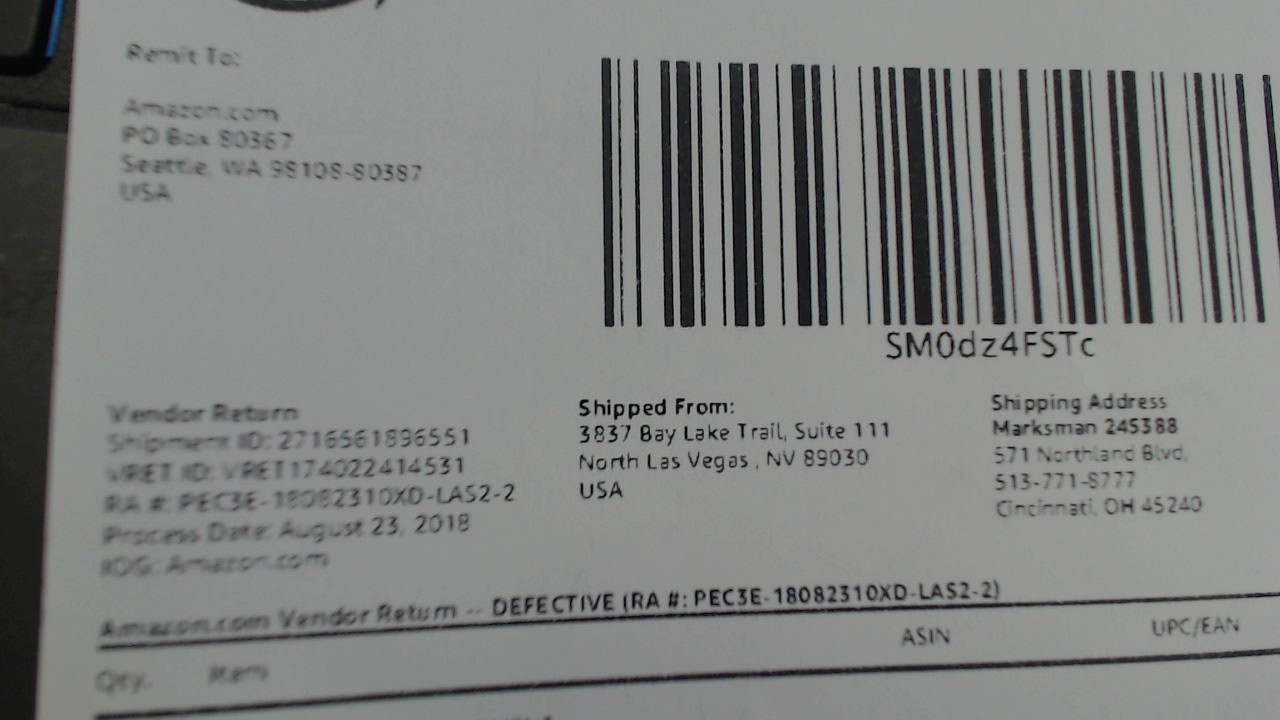 Remit To:
Amazon.com
PO Box 80367
Seattle, WA 98108-80387
USA
SM0dz4FSTc
Vendor Return
Shipment ID: 2716561896551
VRET ID: VRET174022414531
RA #: PEC3E-18082310XD-LAS2-2
Process Date: August 23, 2018
IOG: Amazon.com
Shipped From:
3837 Bay Lake Trail, Suite 111
North Las Vegas , NV 89030
USA
Shipping Address
Marksman 245388
571 Northland Blvd,
513-771-8777
Cincinnati, OH 45240
Amazon.com Vendor Return -- DEFECTIVE (RA #: PEC3E-18082310XD-LAS2-2)
Qty. Item ASIN UPC/EAN